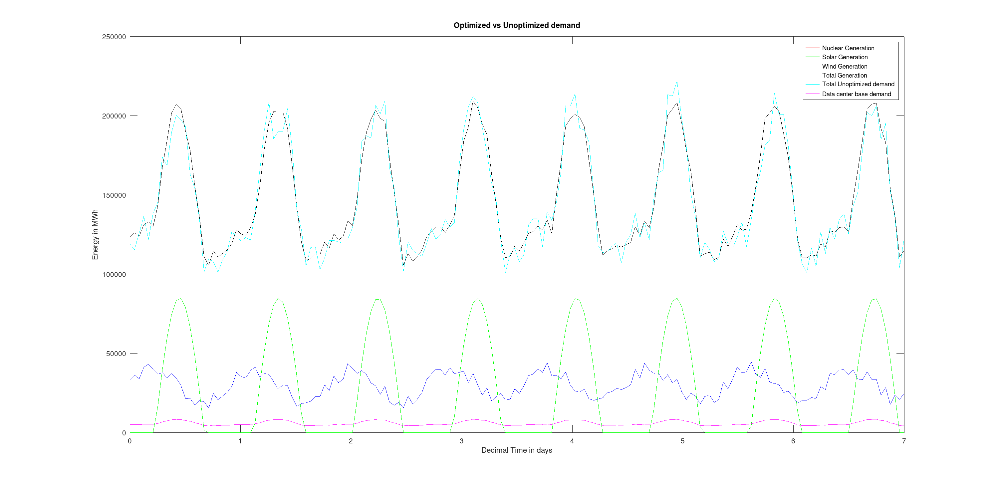 Optimized vs Unoptimized demand
250000
200000
150000
100000
50000
0
Energy in MWh
Nuclear Generation
Solar Generation
Wind Generation
Total Generation
Total Unoptimized demand
Data center base demand
0 1 2 3 4 5 6 7
Decimal Time in days